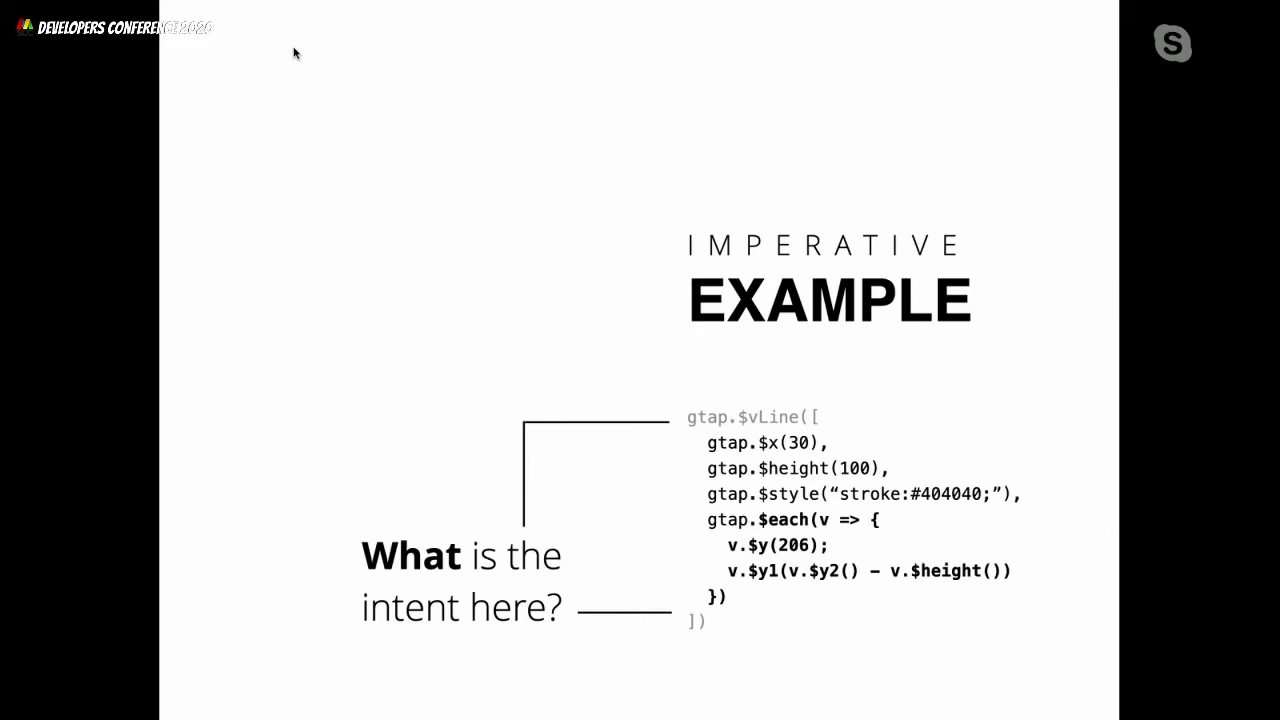 DEVELOPERS CONFERENCE 2020
S
IMPERATIVE
EXAMPLE
gtap.$vLine([
gtap.$x(30),
gtap.$height(100),
gtap.$style(“stroke:#404040;”),
gtap.$each(v => {
v.$y(206);
v.$y1(v.$y2() – v.$height())
})
])
What is the
intent here?